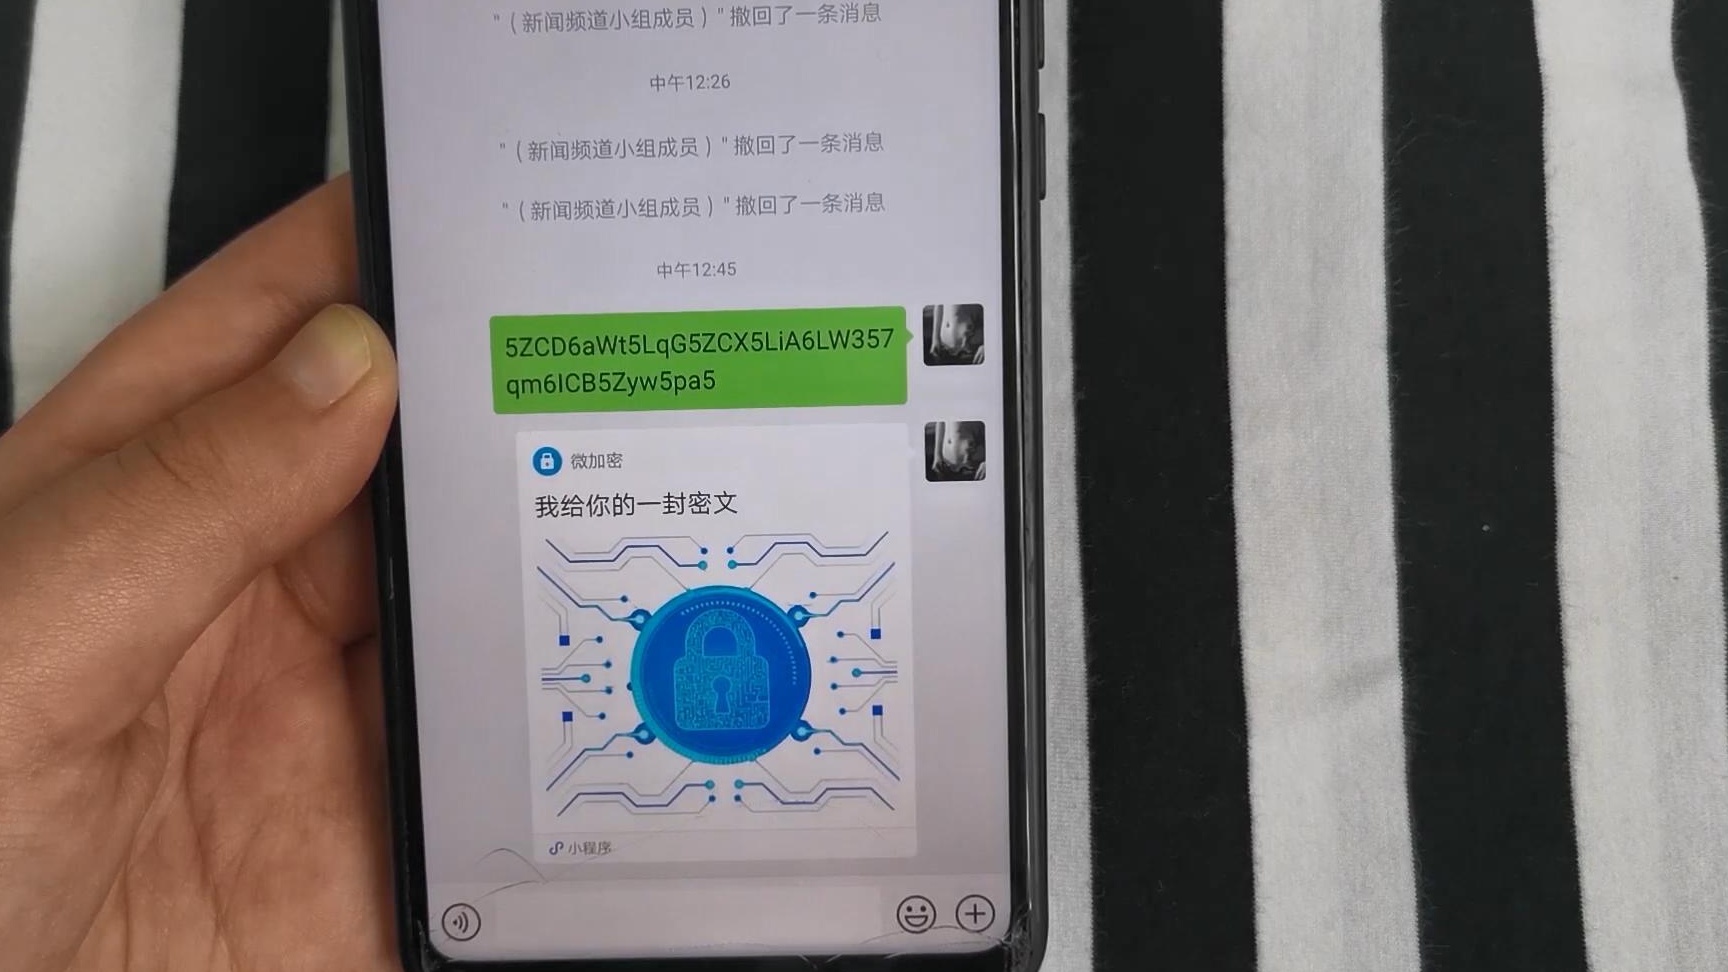 "（新闻频道小组成员）"撤回了一条消息
中午12:26
"（新闻频道小组成员）"撤回了一条消息
"（新闻频道小组成员）"撤回了一条消息
中午12:45
5ZCD6aWt5LqG5ZCX5LiA6LW357
qm6ICB5Zyw5pa5
微加密
我给你的一封密文
小程序